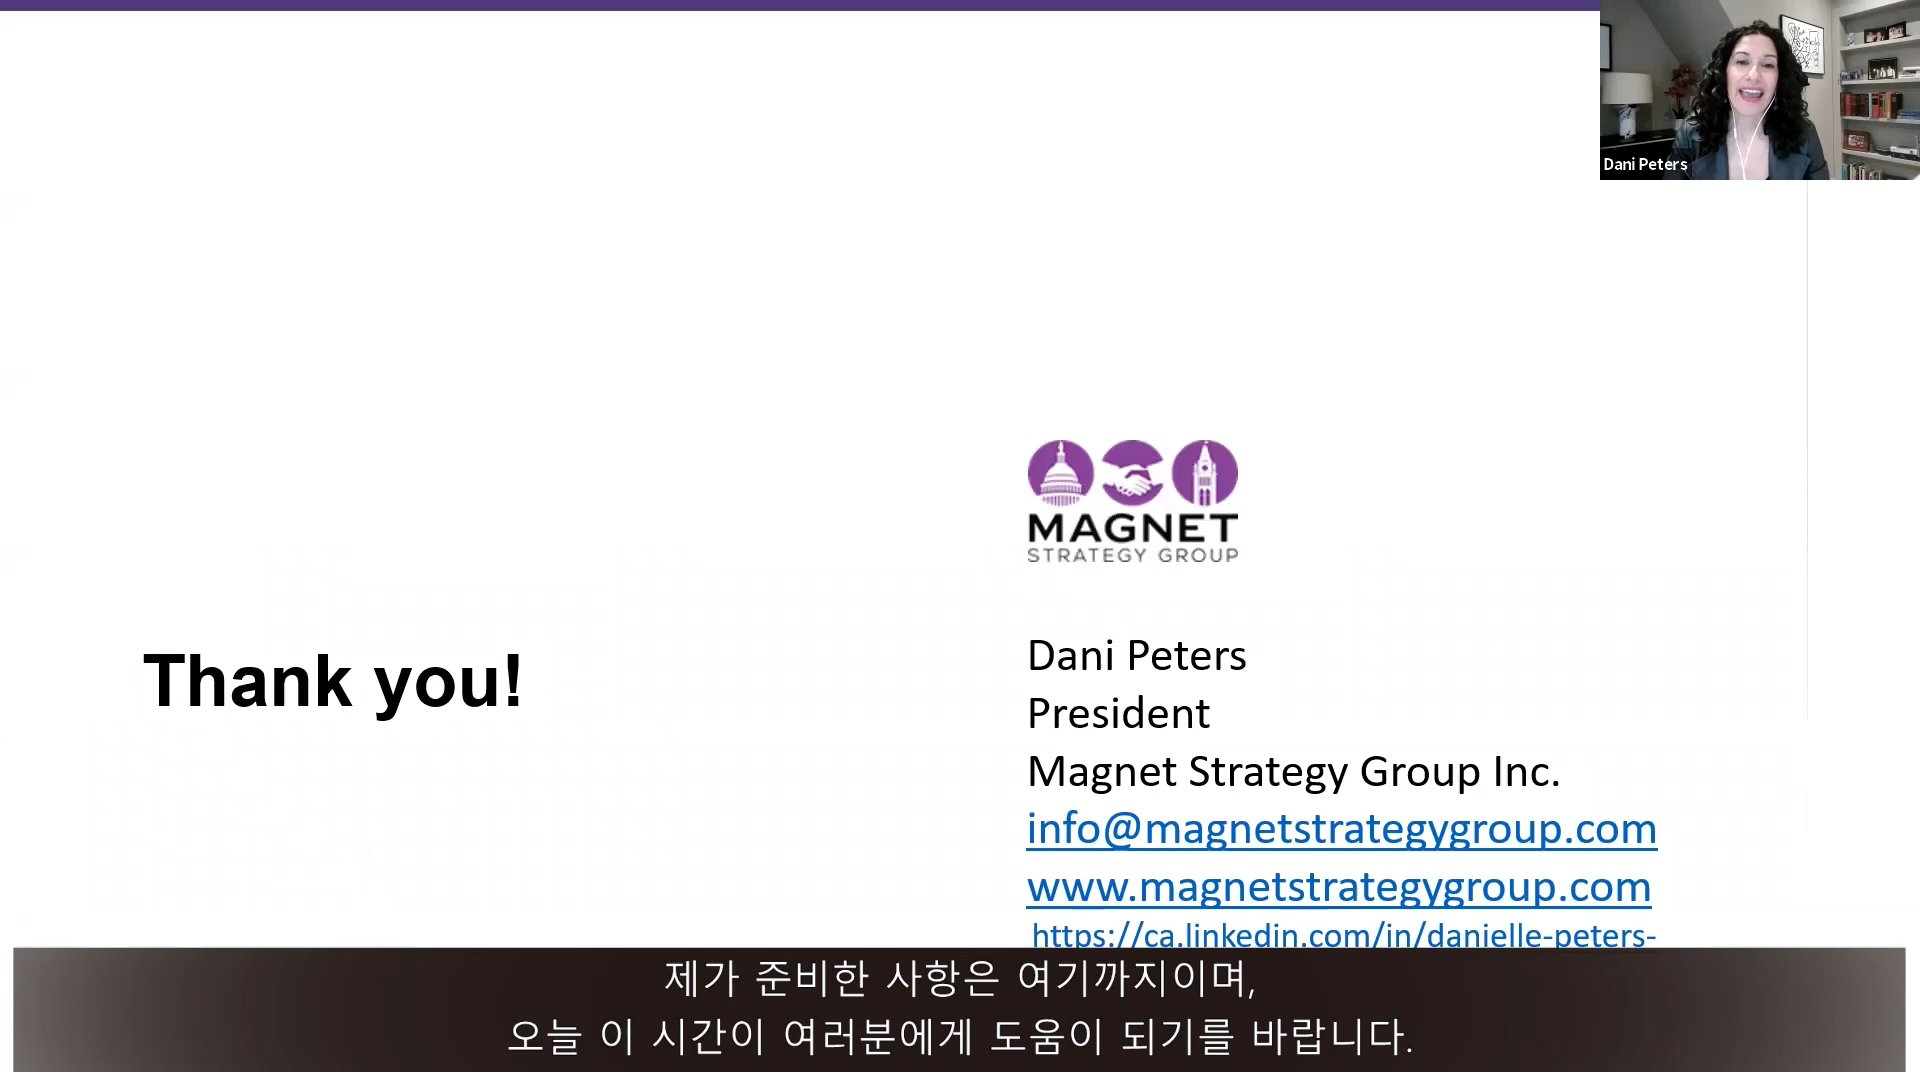 Dani Peters
MAGNET
STRATEGY GROUP
Thank you!
Dani Peters
President
Magnet Strategy Group Inc.
info@magnetstrategygroup.com
www.magnetstrategygroup.com
https://ca.linkedin.com/in/danielle-peters-
제가 준비한 사항은 여기까지이며,
오늘 이 시간이 여러분에게 도움이 되기를 바랍니다.